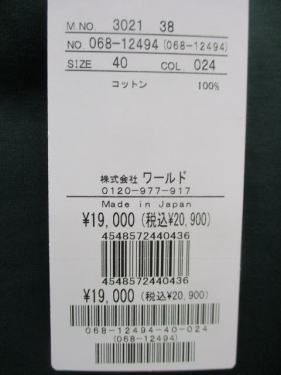 M NO. 3021 38
NO. 068-12494 (068-12494)
SIZE 40 COL. 024
コットン 100%
株式会社 ワールド
0120-977-917
Made in Japan
¥19,000 (税込¥20,900)
4548572440436
4548572440436
¥19,000 (税込¥20,900)
068-12494-40-024
(068-12494)